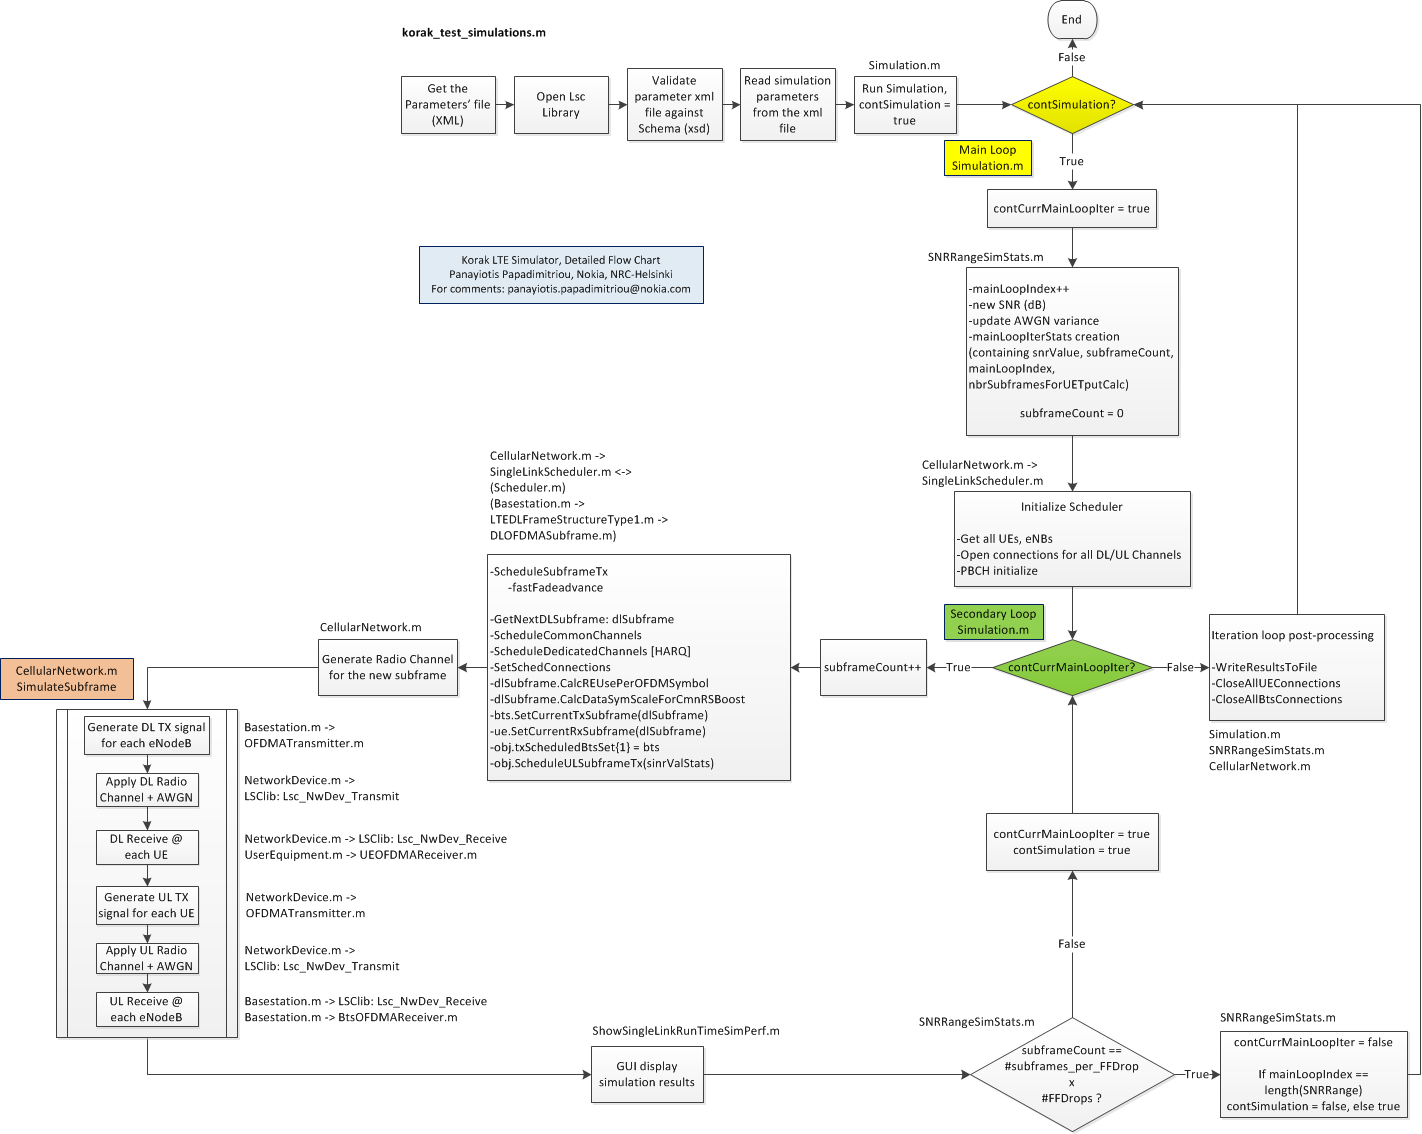 korak_test_simulations.m
End
False
Get the
Parameters' file
(XML)
Open Lsc
Library
Validate
parameter xml
file against
Schema (xsd)
Read simulation
parameters
from the xml
file
Simulation.m
Run Simulation,
contSimulation =
true
contSimulation?
Main Loop
Simulation.m
True
contCurrMainLoopIter = true
Korak LTE Simulator, Detailed Flow Chart
Panayiotis Papadimitriou, Nokia, NRC-Helsinki
For comments: panayiotis.papadimitriou@nokia.com
SNRRangeSimStats.m
-mainLoopIndex++
-new SNR (dB)
-update AWGN variance
-mainLoopIterStats creation
(containing snrValue, subframeCount,
mainLoopIndex,
nbrSubframesForUETputCalc)
subframeCount = 0
CellularNetwork.m ->
SingleLinkScheduler.m
Initialize Scheduler
-Get all UEs, eNBs
-Open connections for all DL/UL Channels
-PBCH initialize
Secondary Loop
Simulation.m
contCurrMainLoopIter?
False
Iteration loop post-processing
-WriteResultsToFile
-CloseAllUEConnections
-CloseAllBtsConnections
Simulation.m
SNRRangeSimStats.m
CellularNetwork.m
True
subframeCount++
CellularNetwork.m ->
SingleLinkScheduler.m <->
(Scheduler.m)
(Basestation.m ->
LTEDLFrameStructureType1.m ->
DLOFDMASubframe.m)
-ScheduleSubframeTx
-fastFadeadvance
-GetNextDLSubframe: dlSubframe
-ScheduleCommonChannels
-ScheduleDedicatedChannels [HARQ]
-SetSchedConnections
-dlSubframe.CalcREUsePerOFDMSymbol
-dlSubframe.CalcDataSymScaleForCmnRSBoost
-bts.SetCurrentTxSubframe(dlSubframe)
-ue.SetCurrentRxSubframe(dlSubframe)
-obj.txScheduledBtsSet{1} = bts
-obj.ScheduleULSubframeTx(sinrValStats)
CellularNetwork.m
Generate Radio Channel
for the new subframe
CellularNetwork.m
SimulateSubframe
Generate DL TX signal
for each eNodeB
Basestation.m ->
OFDMATransmitter.m
Apply DL Radio
Channel + AWGN
NetworkDevice.m ->
LSClib: Lsc_NwDev_Transmit
DL Receive @
each UE
NetworkDevice.m -> LSClib: Lsc_NwDev_Receive
UserEquipment.m -> UEOFDMAReceiver.m
Generate UL TX
signal for each UE
NetworkDevice.m ->
OFDMATransmitter.m
Apply UL Radio
Channel + AWGN
NetworkDevice.m ->
LSClib: Lsc_NwDev_Transmit
UL Receive @
each eNodeB
Basestation.m -> LSClib: Lsc_NwDev_Receive
Basestation.m -> BtsOFDMAReceiver.m
ShowSingleLinkRunTimeSimPerf.m
GUI display
simulation results
SNRRangeSimStats.m
subframeCount ==
#subframes_per_FFDrop
x
#FFDrops ?
False
contCurrMainLoopIter = true
contSimulation = true
True
SNRRangeSimStats.m
contCurrMainLoopIter = false
If mainLoopIndex ==
length(SNRRange)
contSimulation = false, else true